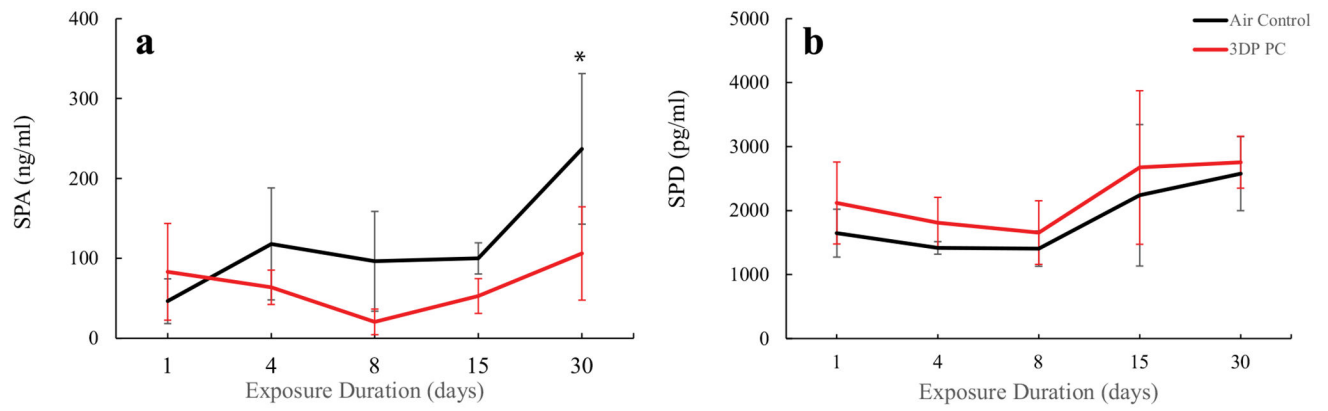 a
SPA (ng/ml)
400
300
200
100
0
*
1 4 8 15 30
Exposure Duration (days)
b
SPD (pg/ml)
5000
4000
3000
2000
1000
0
1 4 8 15 30
Exposure Duration (days)
Air Control
3DP PC